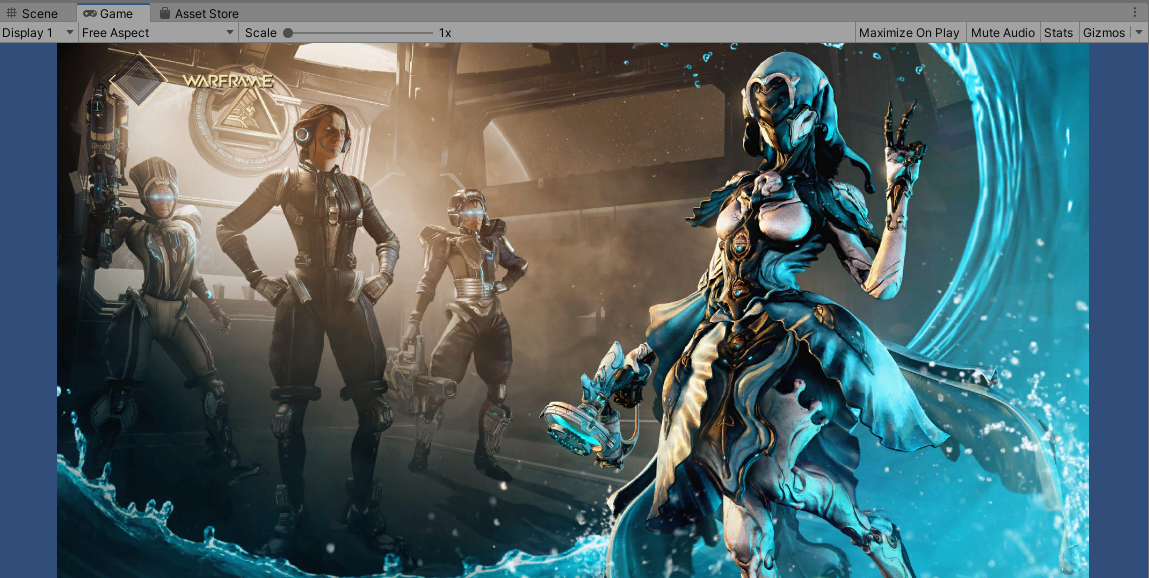 Scene Game Asset Store
Display 1 Free Aspect Scale 1x Maximize On Play Mute Audio Stats Gizmos
WARFRAME